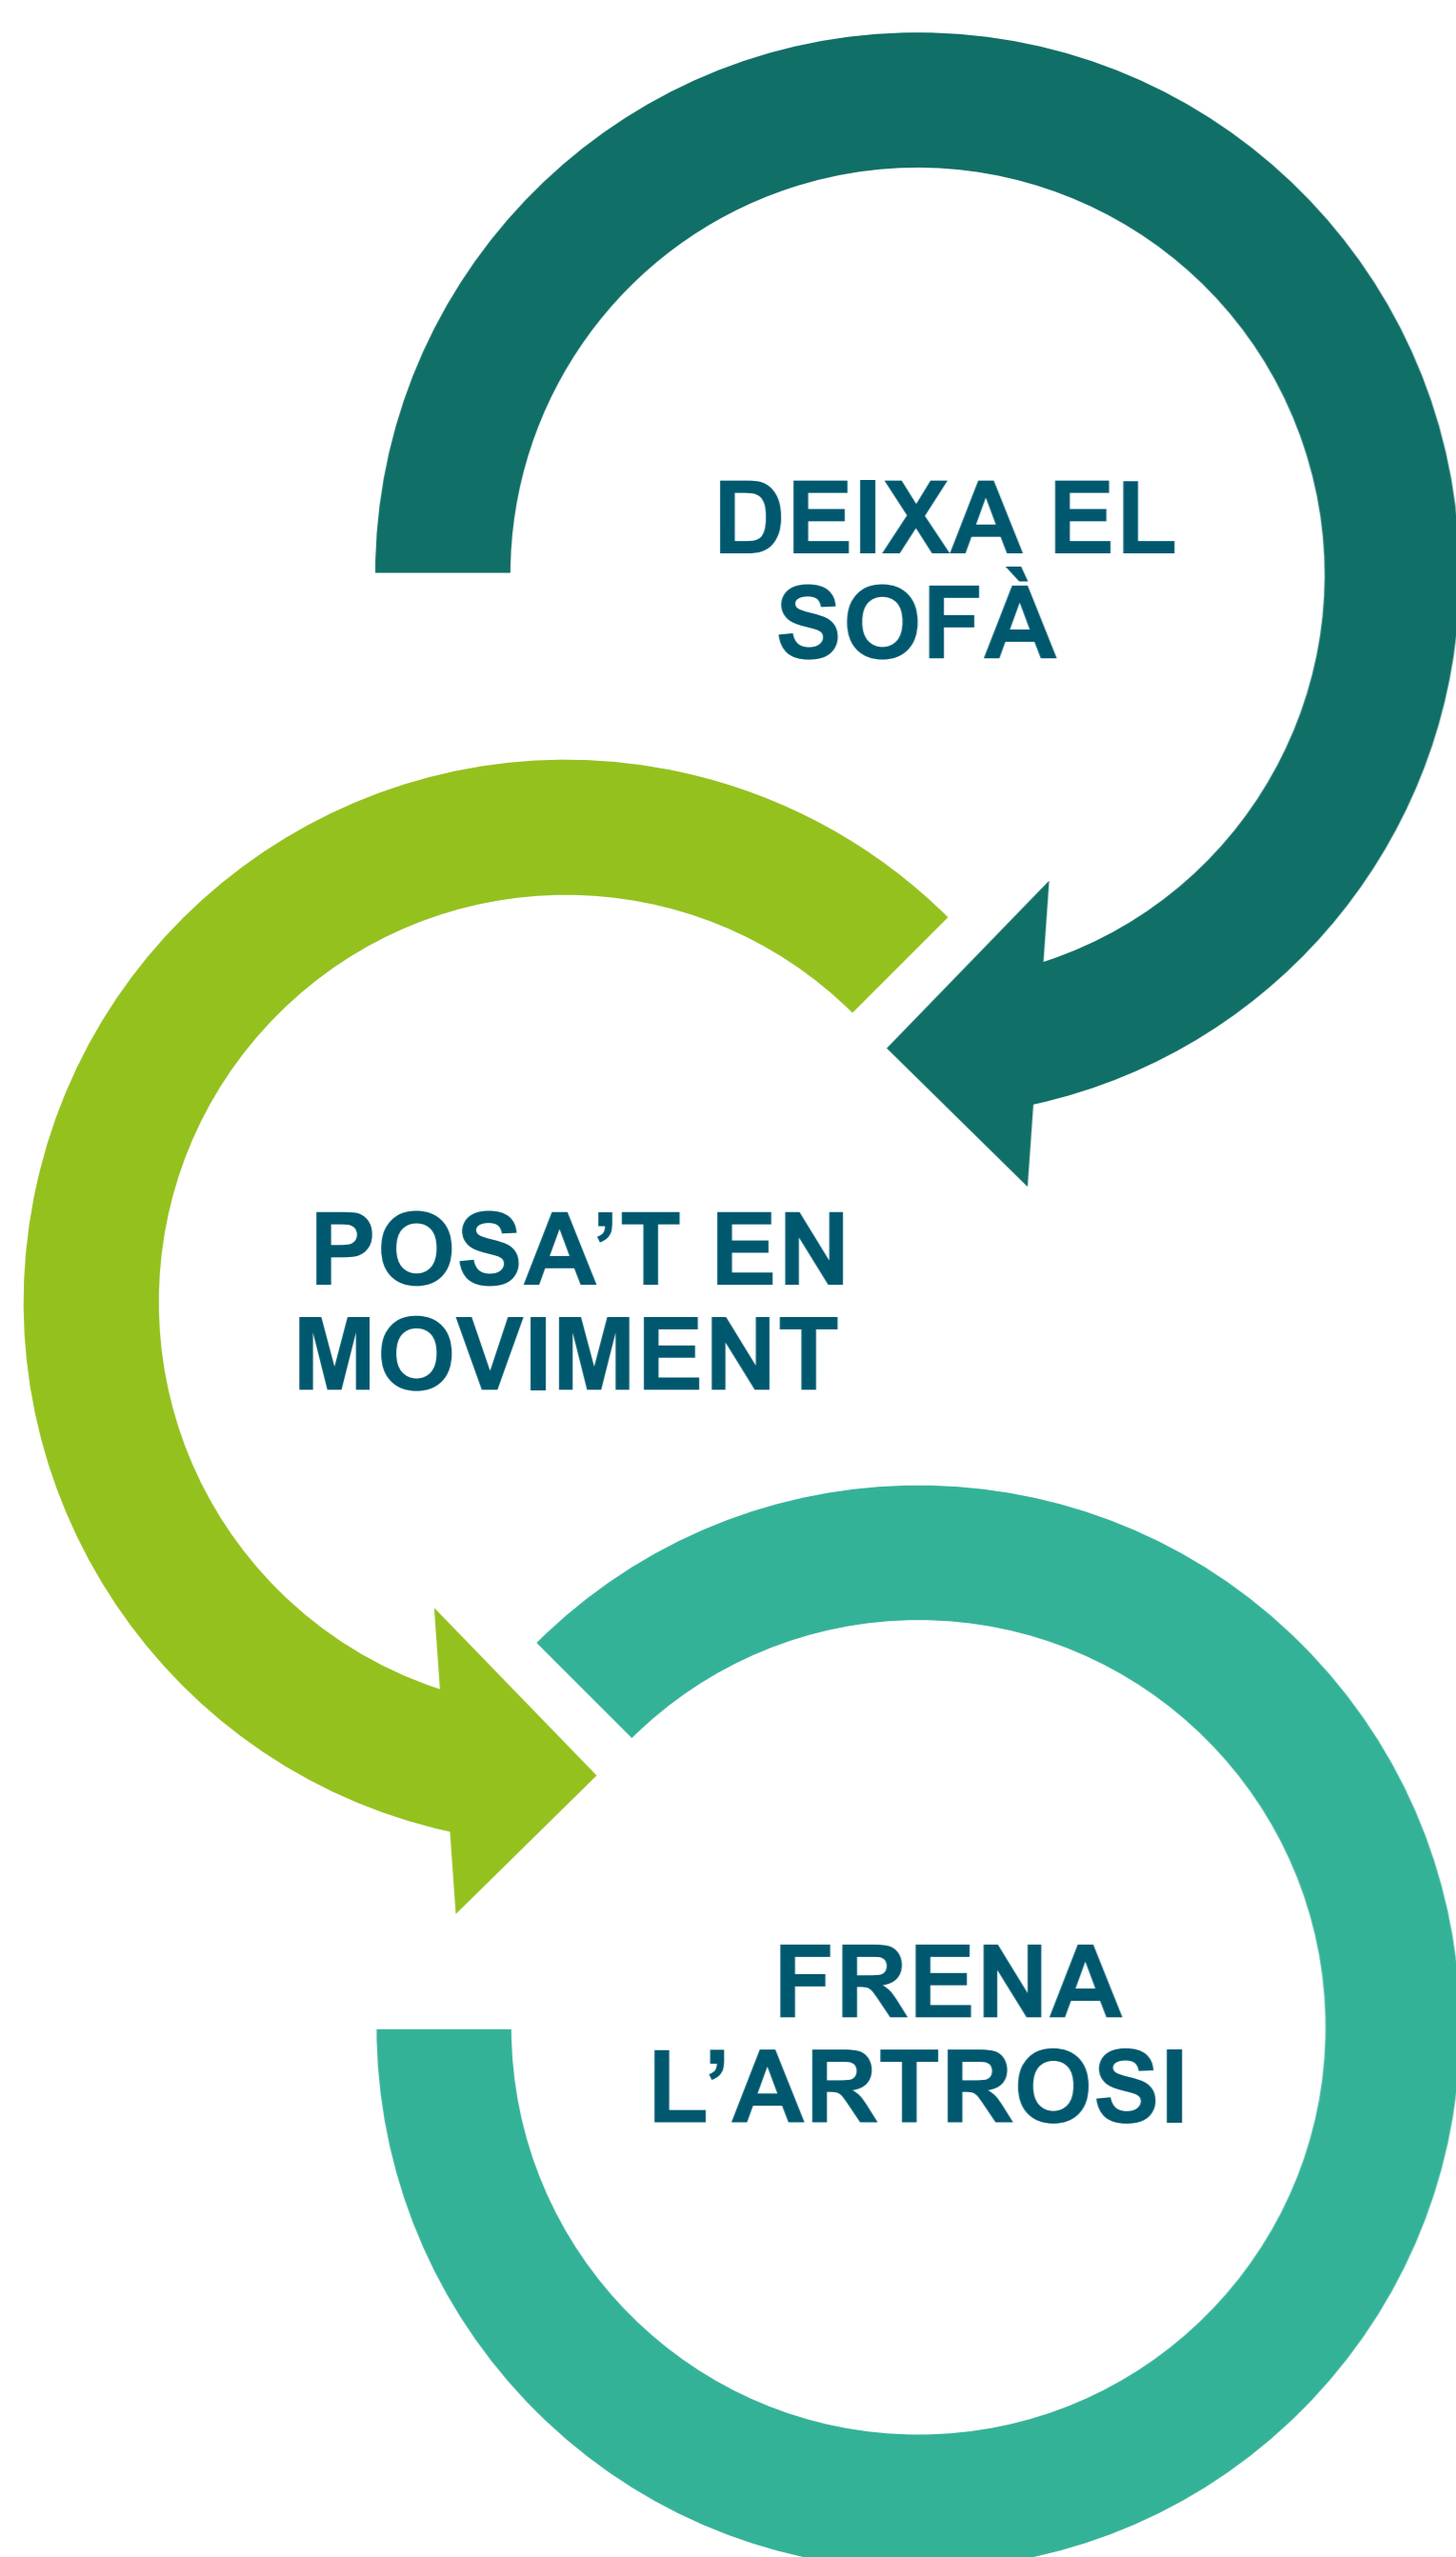 DEIXA EL
SOFÀ
POSA’T EN
MOVIMENT
FRENA
L’ARTROSI